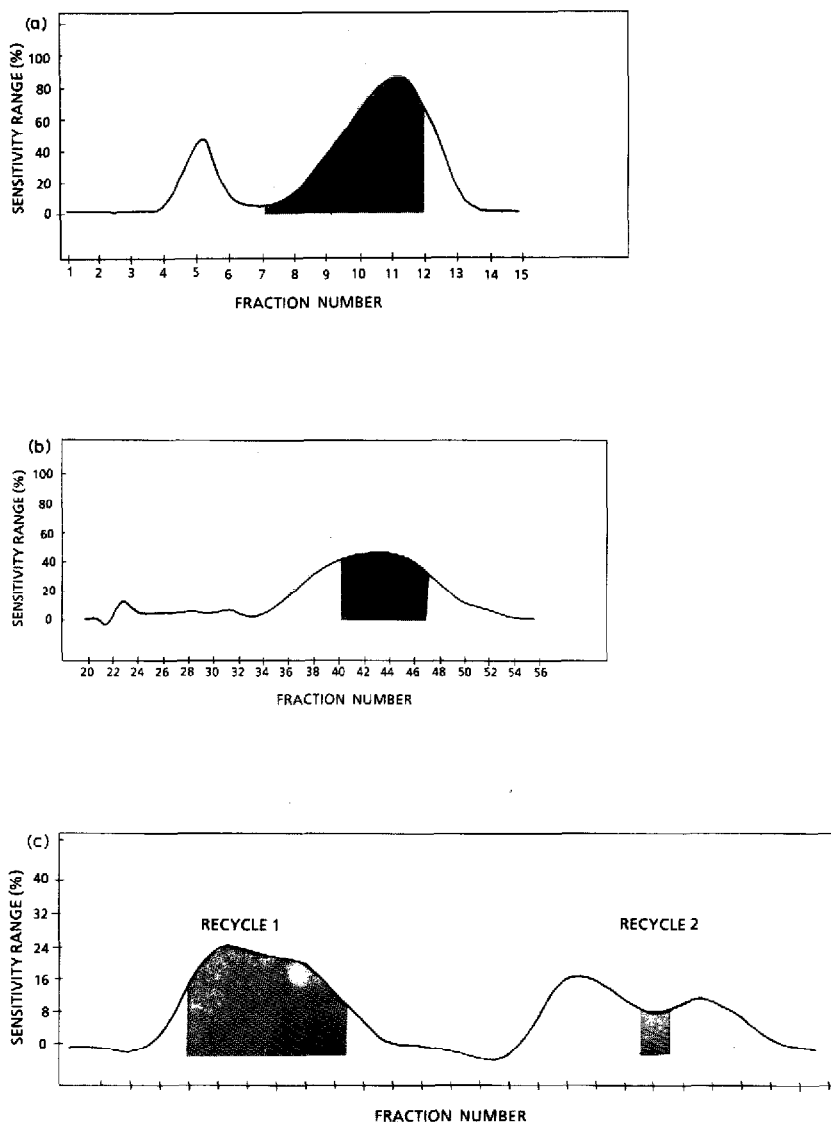 (a)
SENSITIVITY RANGE (%)
100
80
60
40
20
0
1 2 3 4 5 6 7 8 9 10 11 12 13 14 15
FRACTION NUMBER
(b)
SENSITIVITY RANGE (%)
100
80
60
40
20
0
20 22 24 26 28 30 32 34 36 38 40 42 44 46 48 50 52 54 56
FRACTION NUMBER
(c)
SENSITIVITY RANGE (%)
40
32
24
16
8
0
RECYCLE 1 RECYCLE 2
FRACTION NUMBER